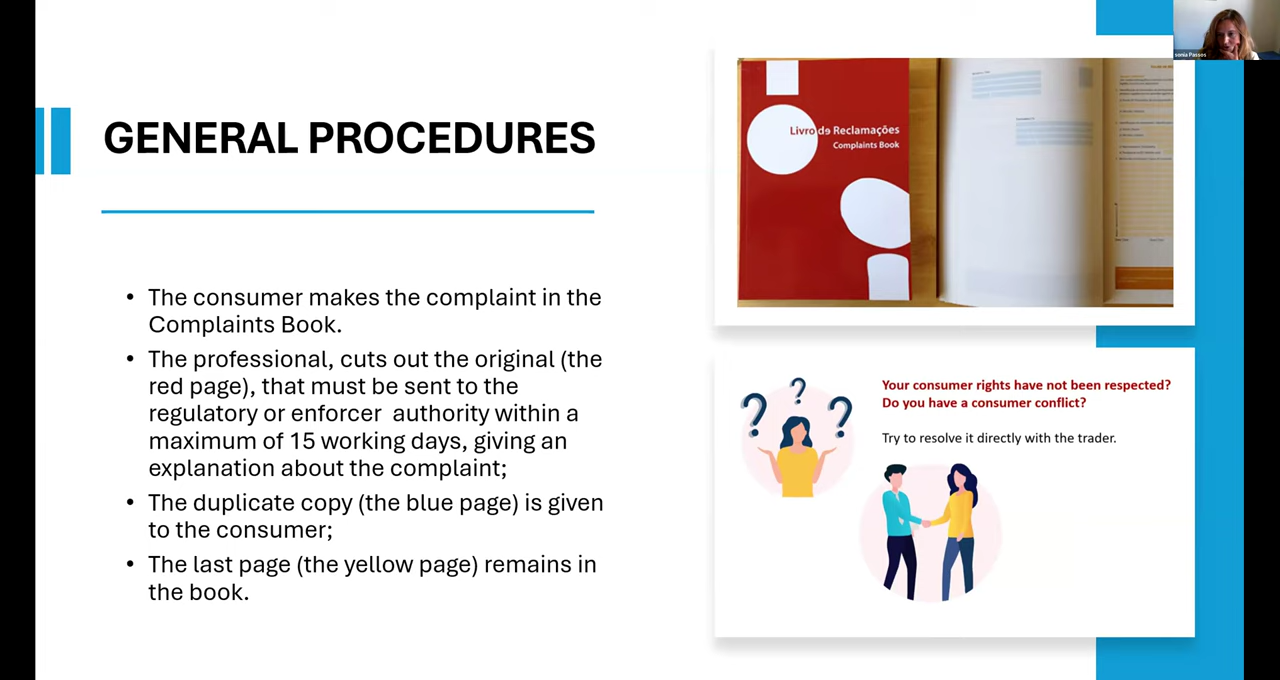 GENERAL PROCEDURES
• The consumer makes the complaint in the
Complaints Book.
• The professional, cuts out the original (the
red page), that must be sent to the
regulatory or enforcer authority within a
maximum of 15 working days, giving an
explanation about the complaint;
• The duplicate copy (the blue page) is given
to the consumer;
• The last page (the yellow page) remains in
the book.
Livro de Reclamações
Complaints Book
sonia Passos
Your consumer rights have not been respected?
Do you have a consumer conflict?
Try to resolve it directly with the trader.
? ? ?